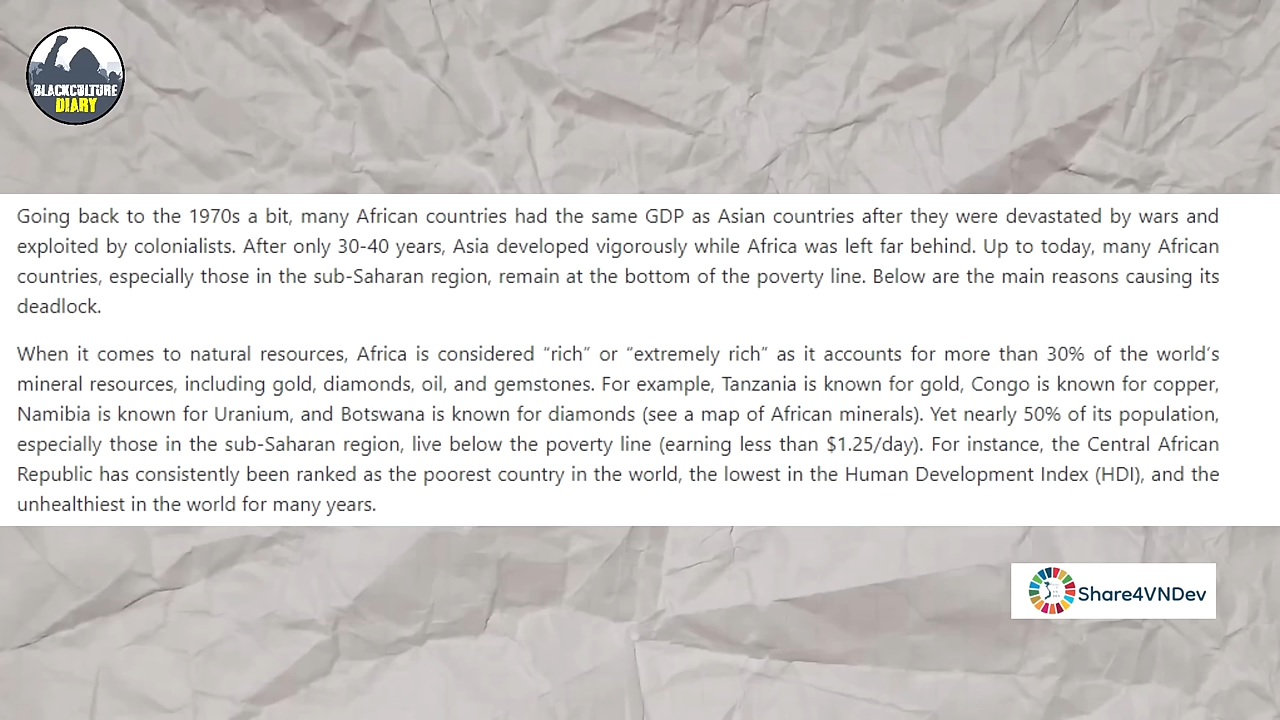 BLACKCULTURE
DIARY
Going back to the 1970s a bit, many African countries had the same GDP as Asian countries after they were devastated by wars and
exploited by colonialists. After only 30-40 years, Asia developed vigorously while Africa was left far behind. Up to today, many African
countries, especially those in the sub-Saharan region, remain at the bottom of the poverty line. Below are the main reasons causing its
deadlock.
When it comes to natural resources, Africa is considered “rich” or “extremely rich” as it accounts for more than 30% of the world’s
mineral resources, including gold, diamonds, oil, and gemstones. For example, Tanzania is known for gold, Congo is known for copper,
Namibia is known for Uranium, and Botswana is known for diamonds (see a map of African minerals). Yet nearly 50% of its population,
especially those in the sub-Saharan region, live below the poverty line (earning less than $1.25/day). For instance, the Central African
Republic has consistently been ranked as the poorest country in the world, the lowest in the Human Development Index (HDI), and the
unhealthiest in the world for many years.
Share4VNDev